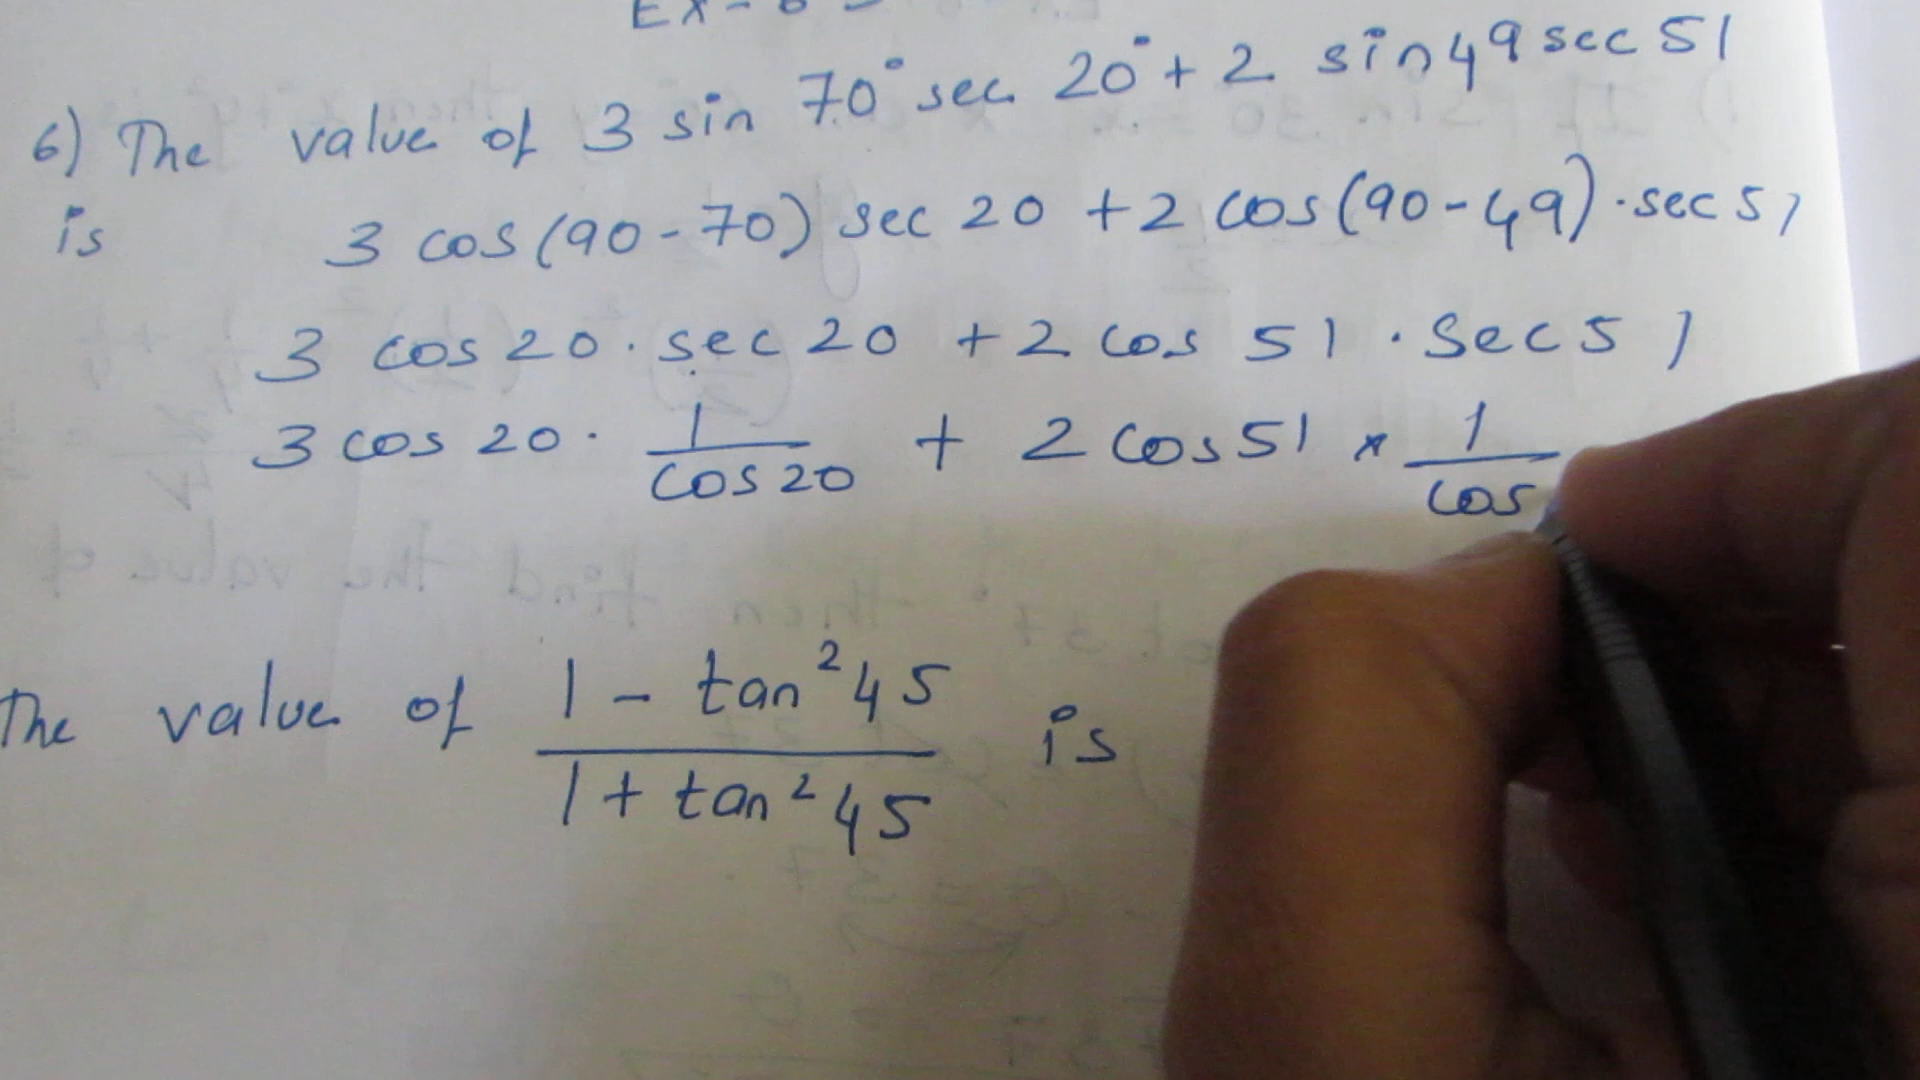 6) The value of 3 sin 70° sec 20° + 2 sin 49 sec 51
is 3 cos (90 - 70) sec 20 + 2 cos (90 - 49) . sec 51
3 cos 20 . sec 20 + 2 cos 51 . sec 51
3 cos 20 . 1/cos 20 + 2 cos 51 × 1/cos
The value of 1 - tan²45 / 1 + tan²45 is